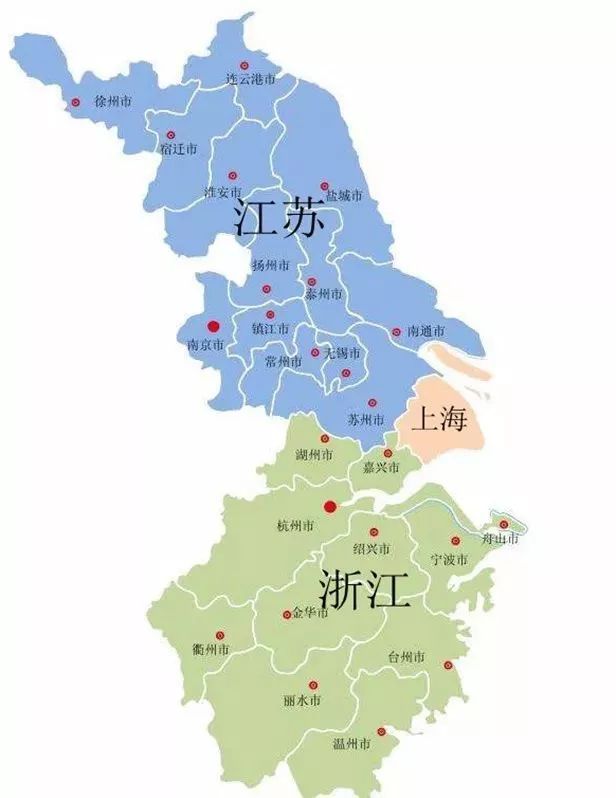 连云港市
徐州市
宿迁市
淮安市
盐城市
江苏
扬州市
泰州市
镇江市
南通市
南京市
无锡市
常州市
苏州市
上海
湖州市
嘉兴市
杭州市
绍兴市
舟山市
宁波市
浙江
金华市
衢州市
台州市
丽水市
温州市